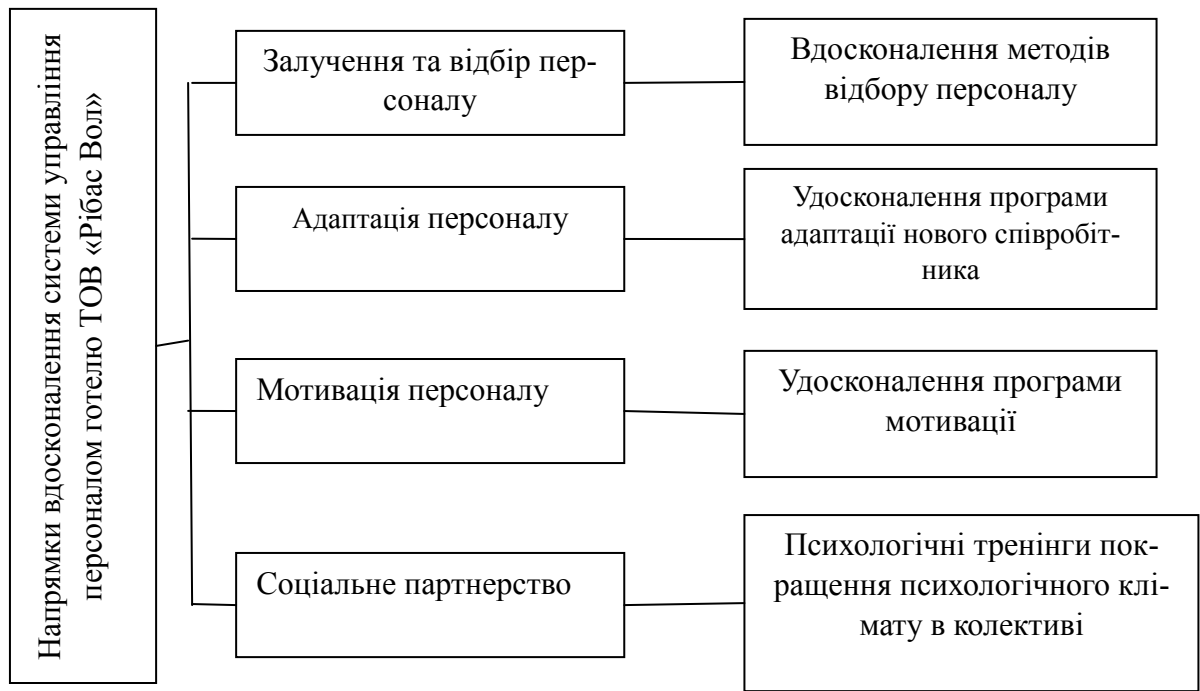 Напрямки вдосконалення системи управління
персоналом готелю ТОВ «Рібас Вол»
Залучення та відбір пер-
соналу
Вдосконалення методів
відбору персоналу
Адаптація персоналу
Удосконалення програми
адаптації нового співробіт-
ника
Мотивація персоналу
Удосконалення програми
мотивації
Соціальне партнерство
Психологічні тренінги пок-
ращення психологічного клі-
мату в колективі